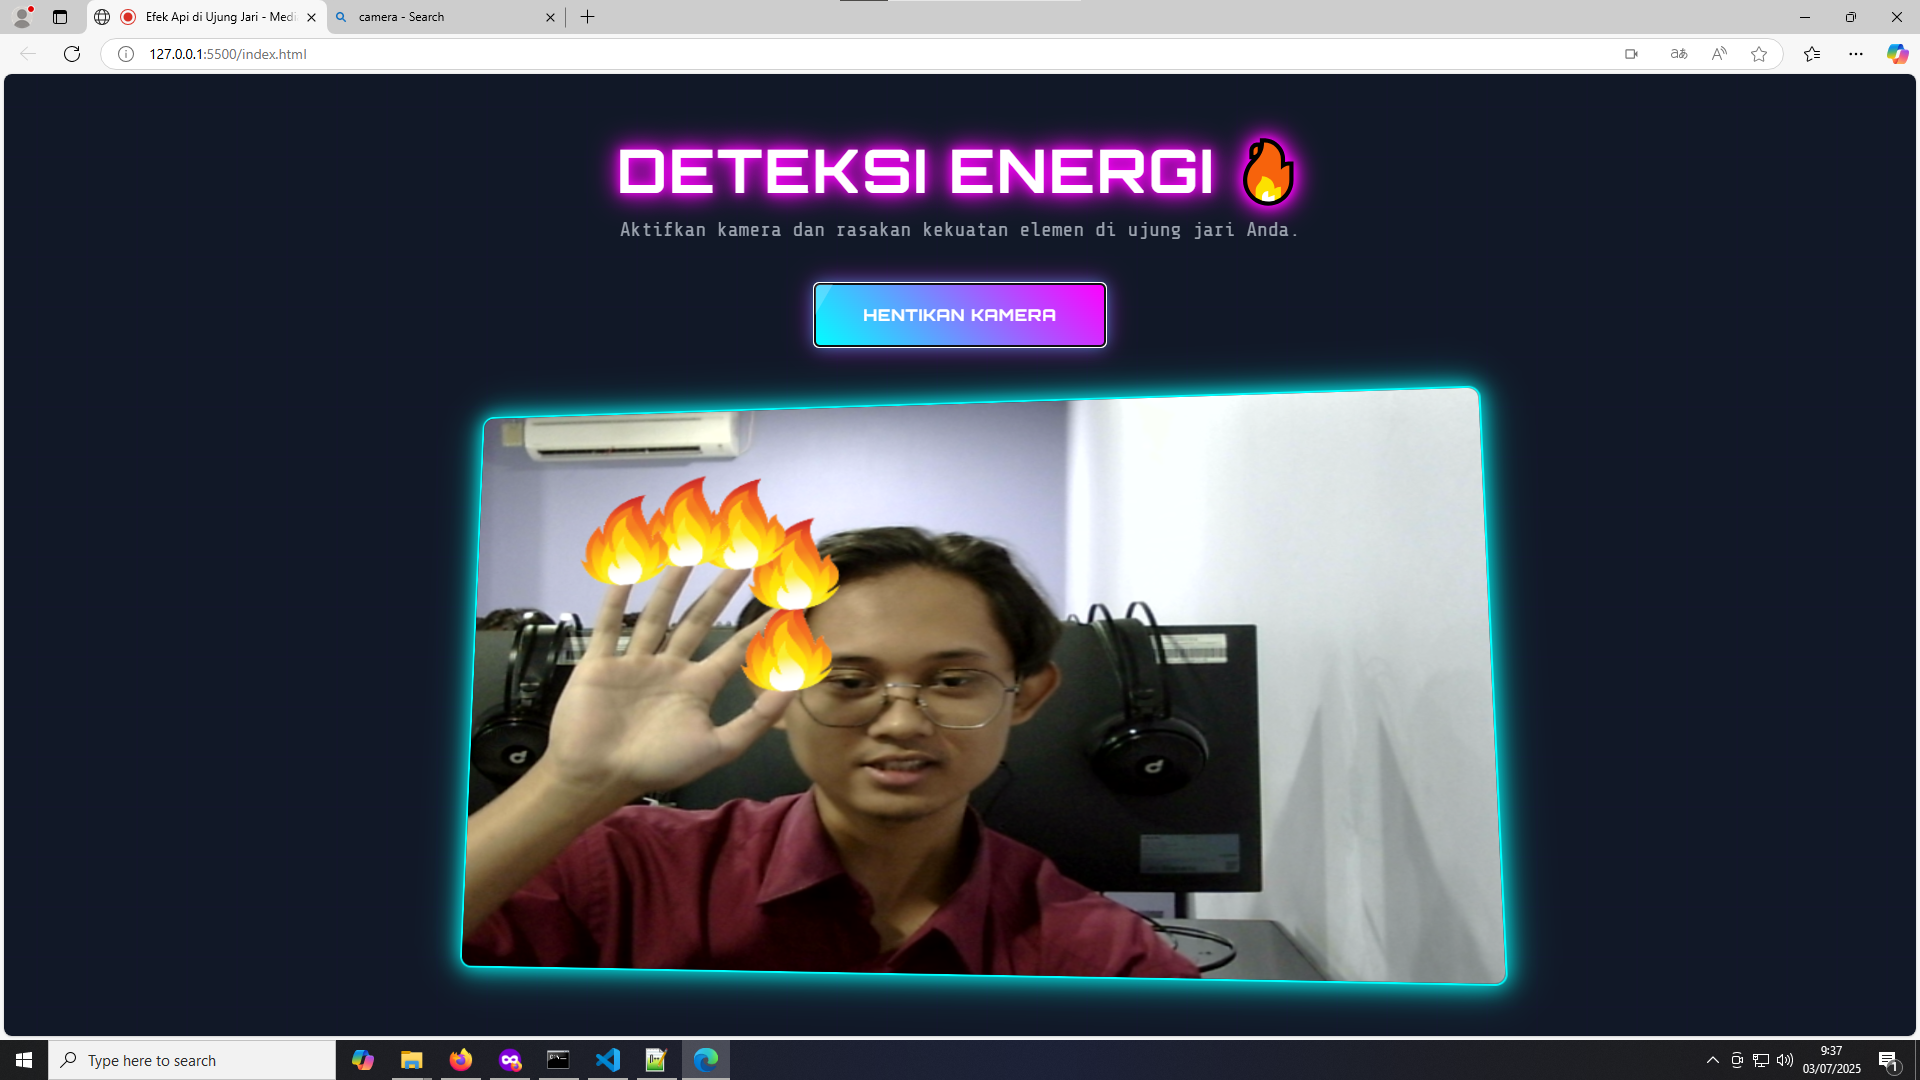 Efek Api di Ujung Jari - Medi
camera - Search
127.0.0.1:5500/index.html
DETEKSI ENERGI 🔥
Aktifkan kamera dan rasakan kekuatan elemen di ujung jari Anda.
HENTIKAN KAMERA
Type here to search
9:37
03/07/2025
1